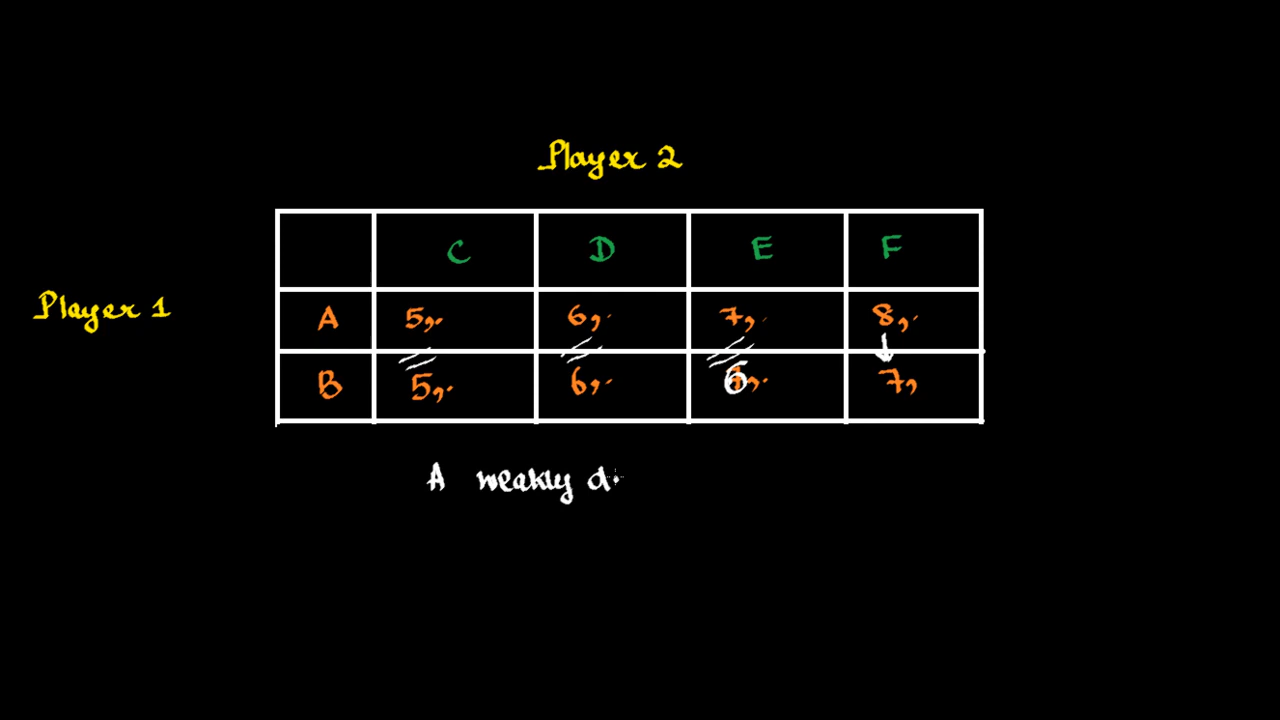 Player 2
C D E F
Player 1
A 5,. 6,. 7,. 8,.
B 5,. 6,. 6,. 7,
A weakly d